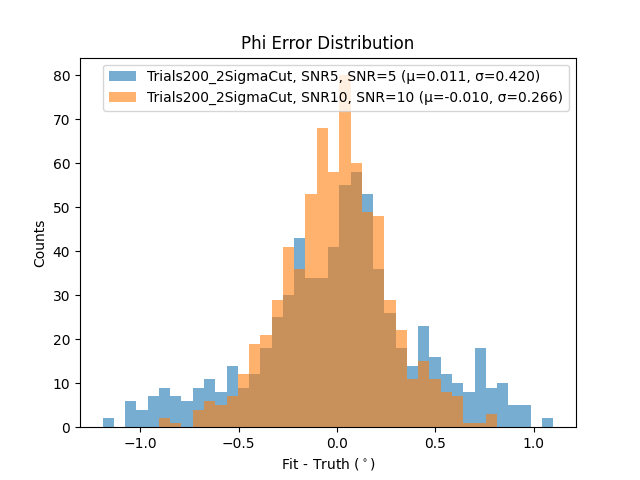 Phi Error Distribution
Trials200_2SigmaCut, SNR5, SNR=5 (μ=0.011, σ=0.420)
Trials200_2SigmaCut, SNR10, SNR=10 (μ=-0.010, σ=0.266)
80
70
60
50
40
30
20
10
0
Counts
−1.0
−0.5
0.0
0.5
1.0
Fit - Truth (°)